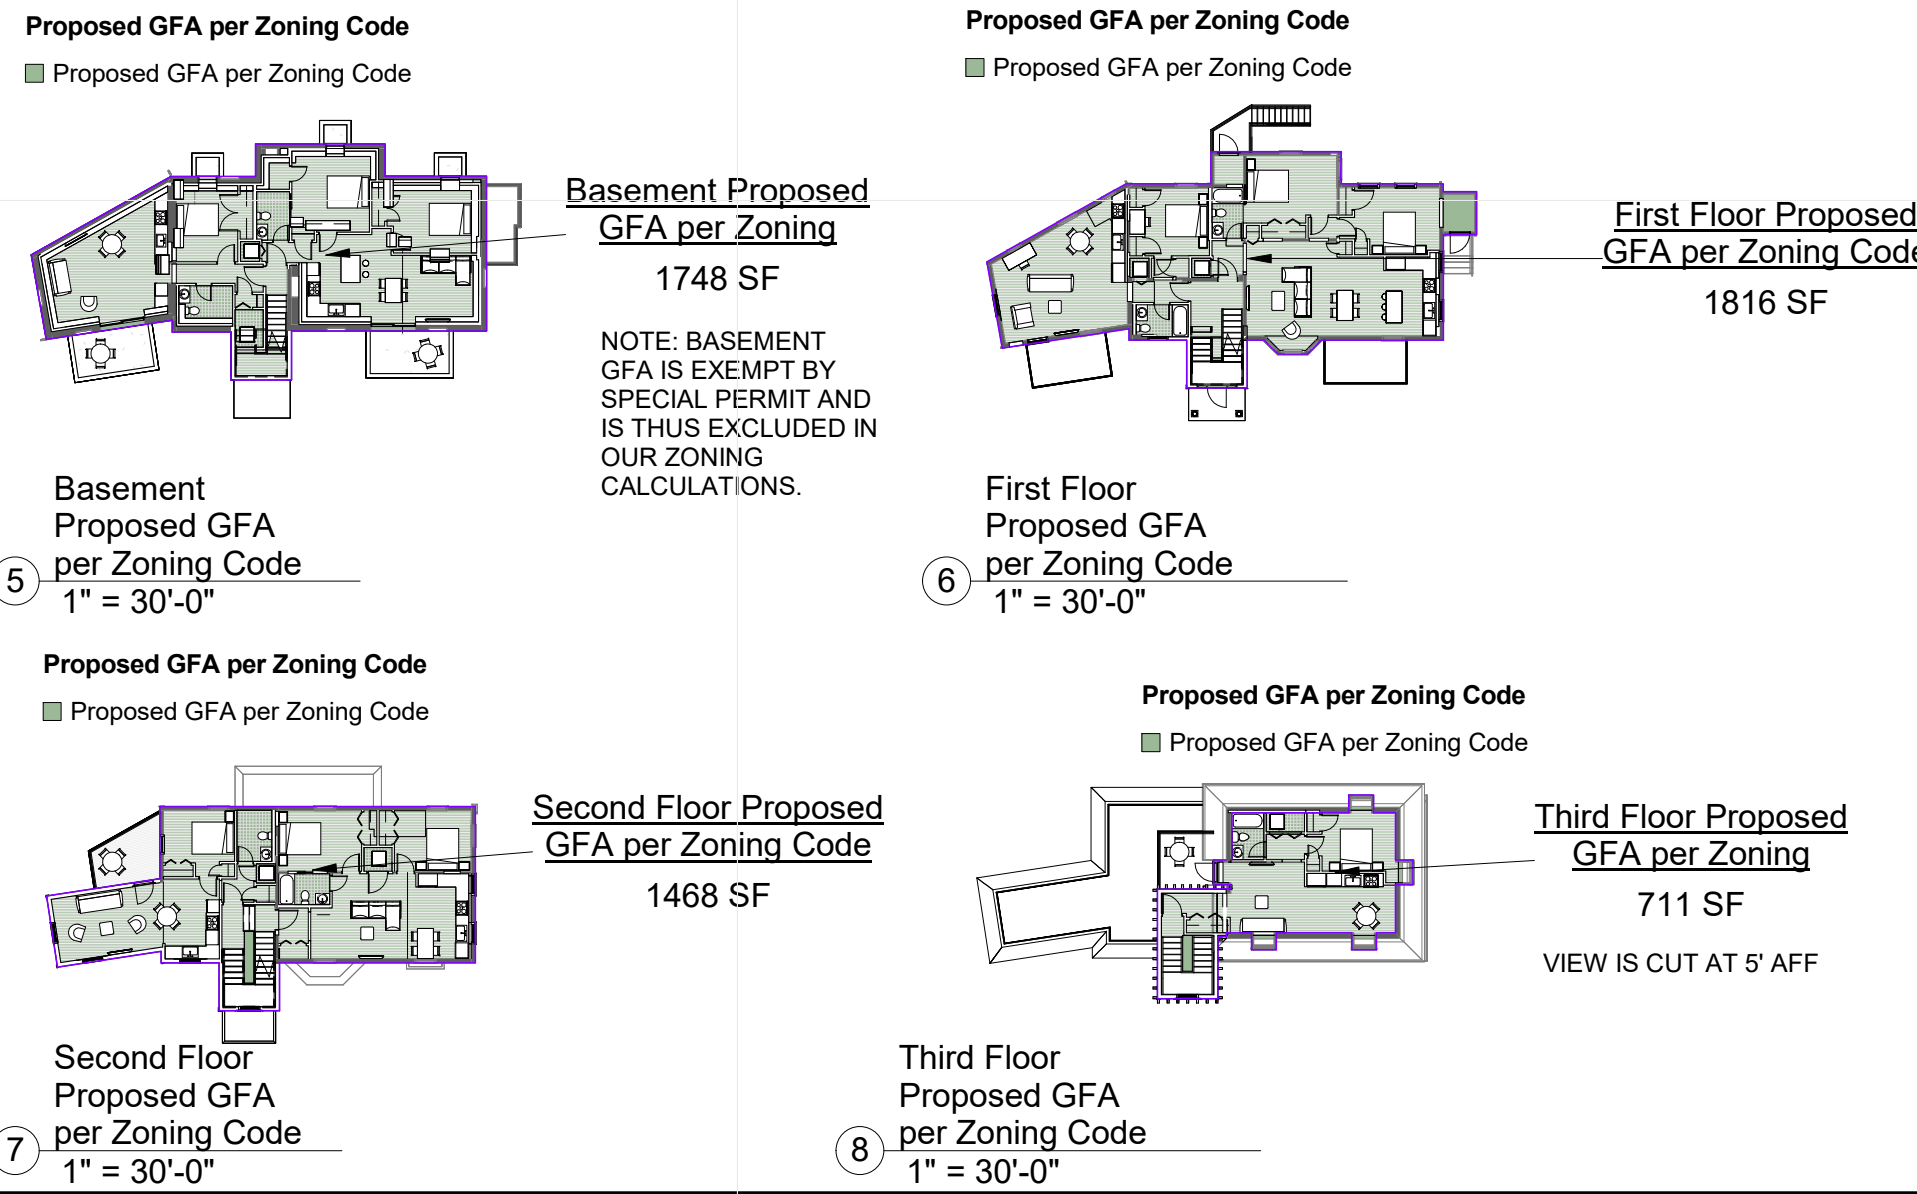 Proposed GFA per Zoning Code
Proposed GFA per Zoning Code
Basement Proposed
GFA per Zoning
1748 SF
NOTE: BASEMENT
GFA IS EXEMPT BY
SPECIAL PERMIT AND
IS THUS EXCLUDED IN
OUR ZONING
CALCULATIONS.
5
Basement
Proposed GFA
per Zoning Code
1" = 30'-0"
Proposed GFA per Zoning Code
Proposed GFA per Zoning Code
First Floor Proposed
GFA per Zoning Code
1816 SF
6
First Floor
Proposed GFA
per Zoning Code
1" = 30'-0"
Proposed GFA per Zoning Code
Proposed GFA per Zoning Code
Second Floor Proposed
GFA per Zoning Code
1468 SF
7
Second Floor
Proposed GFA
per Zoning Code
1" = 30'-0"
Proposed GFA per Zoning Code
Proposed GFA per Zoning Code
Third Floor Proposed
GFA per Zoning
711 SF
VIEW IS CUT AT 5' AFF
8
Third Floor
Proposed GFA
per Zoning Code
1" = 30'-0"